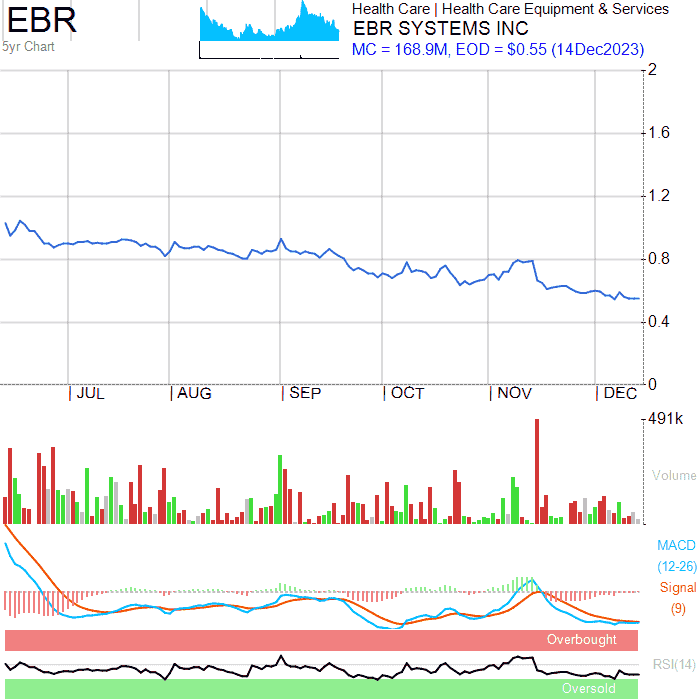 EBR
5yr Chart
Health Care | Health Care Equipment & Services
EBR SYSTEMS INC
MC = 168.9M, EOD = $0.55 (14Dec2023)
2
1.6
1.2
0.8
0.4
0
JUL
AUG
SEP
OCT
NOV
DEC
491k
Volume
MACD
(12-26)
Signal
(9)
Overbought
RSI(14)
Oversold